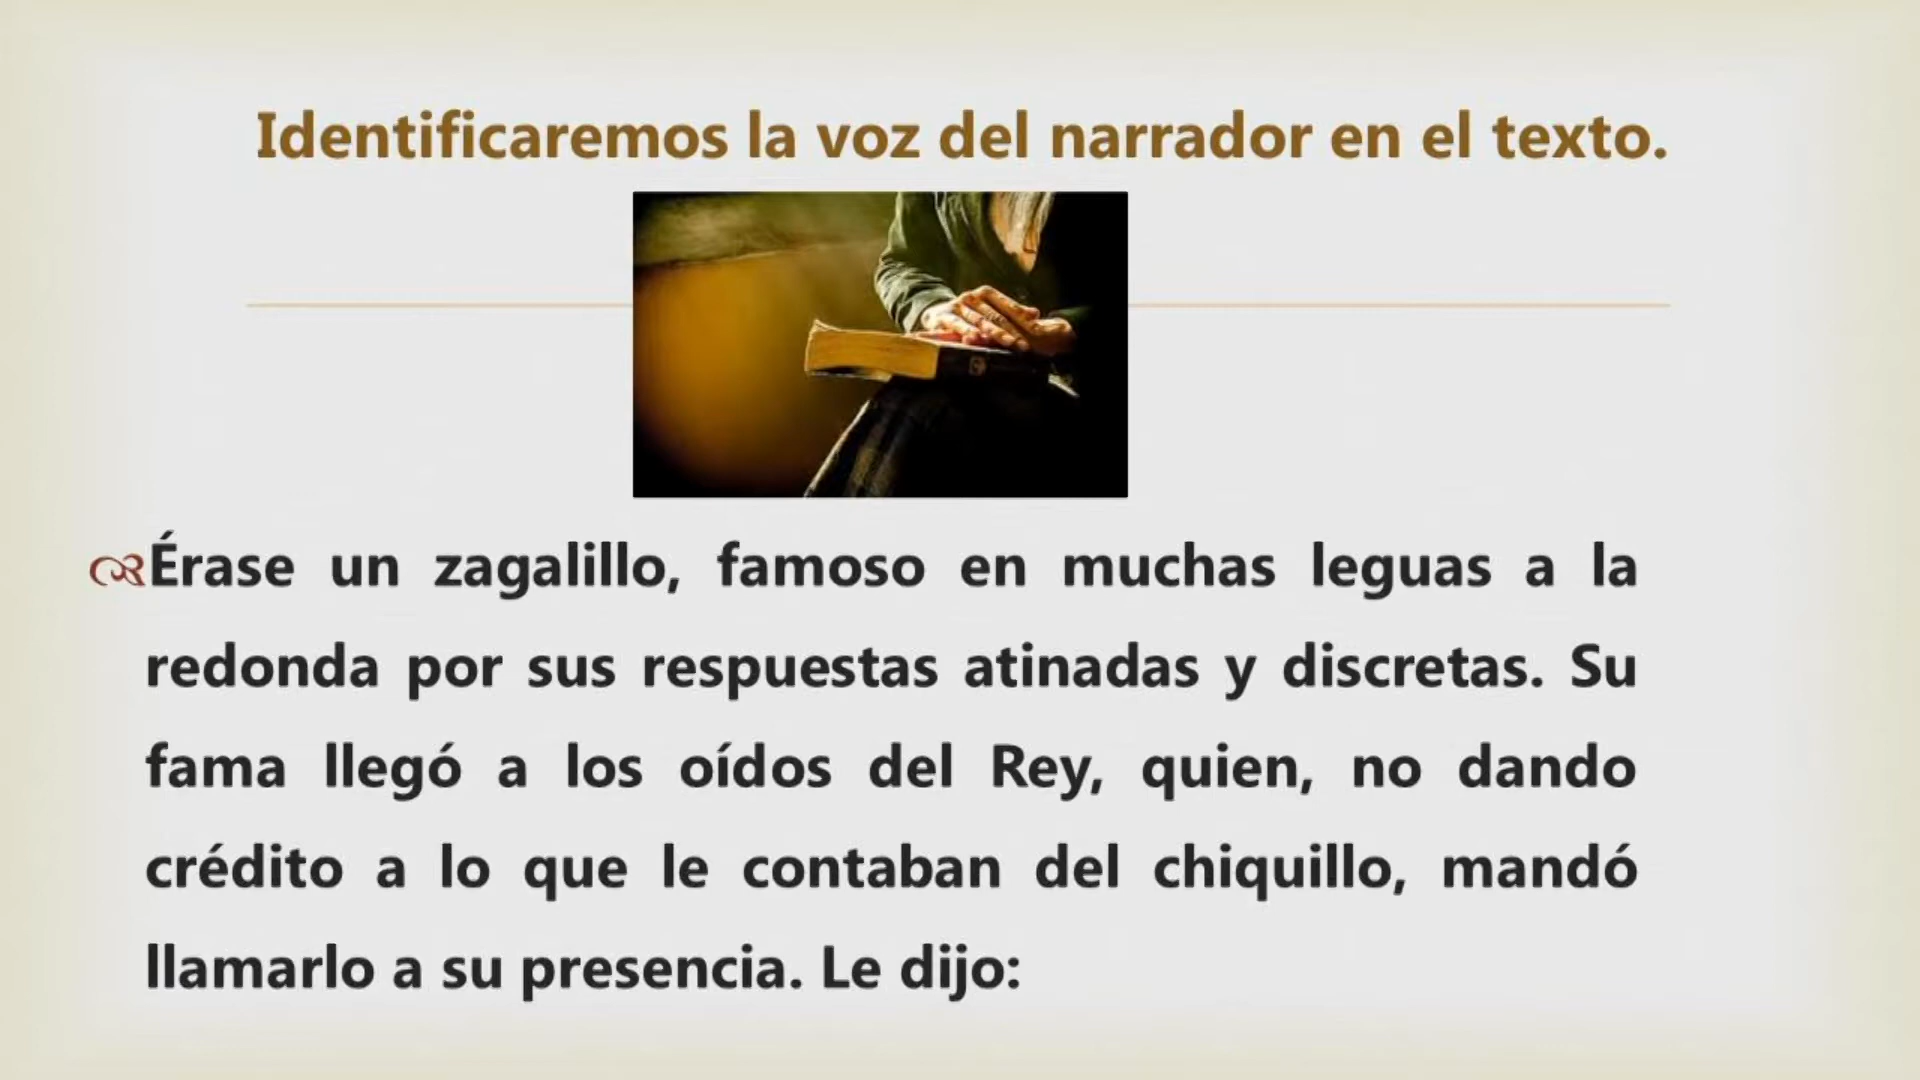 Identificaremos la voz del narrador en el texto.
Érase un zagalillo, famoso en muchas leguas a la
redonda por sus respuestas atinadas y discretas. Su
fama llegó a los oídos del Rey, quien, no dando
crédito a lo que le contaban del chiquillo, mandó
llamarlo a su presencia. Le dijo: